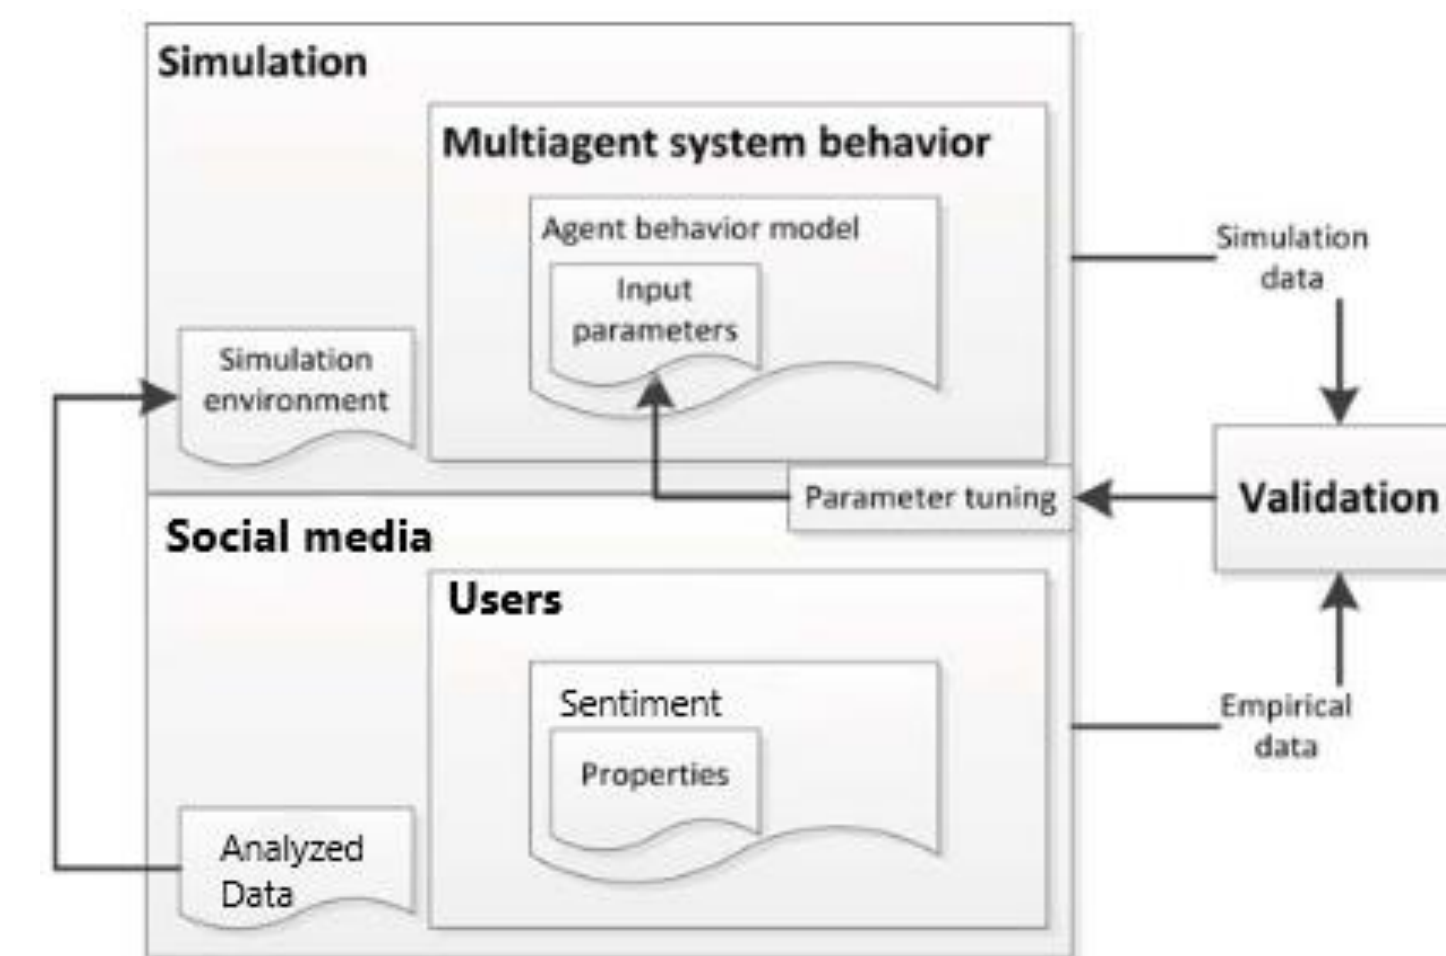 Simulation
Multiagent system behavior
Agent behavior model
Input
parameters
Simulation
environment
Simulation
data
Parameter tuning
Validation
Social media
Users
Sentiment
Properties
Analyzed
Data
Empirical
data